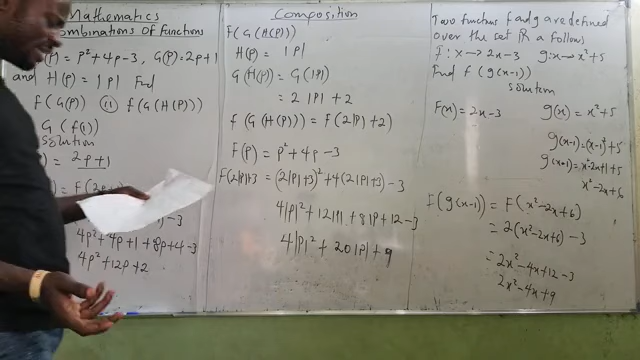 Mathematics
Combinations of Functions
= P²+4P-3, G(P)=2P+1
and H(P)=|P| Find
f(G(P)) (ii) f(G(H(P)))
G(f(1))
Solution
= 2P+1
= f(2P+1)
-3
4P²+4P+1+8P+4-3
4P²+12P+2
Composition
F(G(H(P)))
H(P) = |P|
G(H(P)) = G(|P|)
= 2|P|+2
f(G(H(P))) = F(2|P|+2)
F(P) = P²+4P-3
F(2|P|+3 = (2|P|+3)²+4(2|P|+3)-3
4|P|²+12|P|+8|P+12-3
4|P|²+20|P|+9
Two functions f and g are defined
over the set R a follows
F: x→2x-3 g:x→x²+5
Find f(g(x-1))
Solution
F(x)=2x-3 g(x)=x²+5
g(x-1)=(x-1)²+5
g(x-1)=x²-2x+1+5
x²-2x+6
F(g(x-1)) = F(x²-2x+6)
= 2(x²-2x+6)-3
= 2x²-4x+12-3
2x²-4x+9